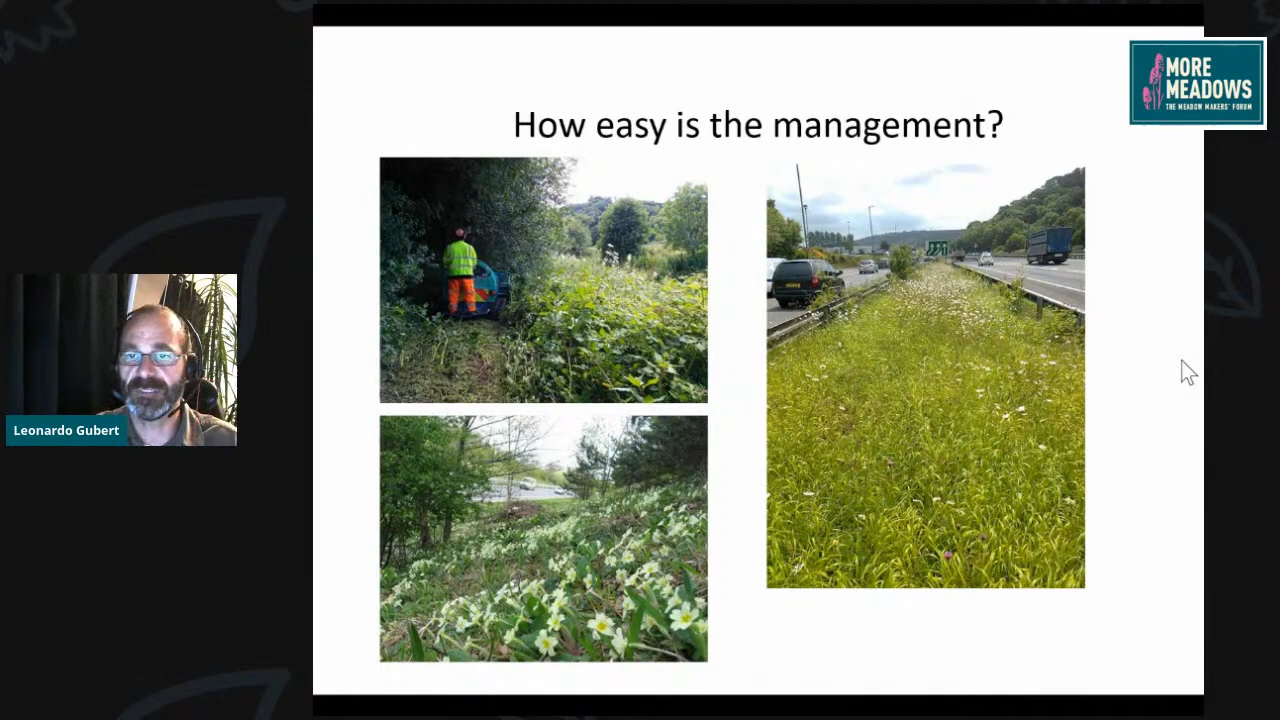 MORE
MEADOWS
THE MEADOW MAKERS' FORUM
How easy is the management?
Leonardo Gubert